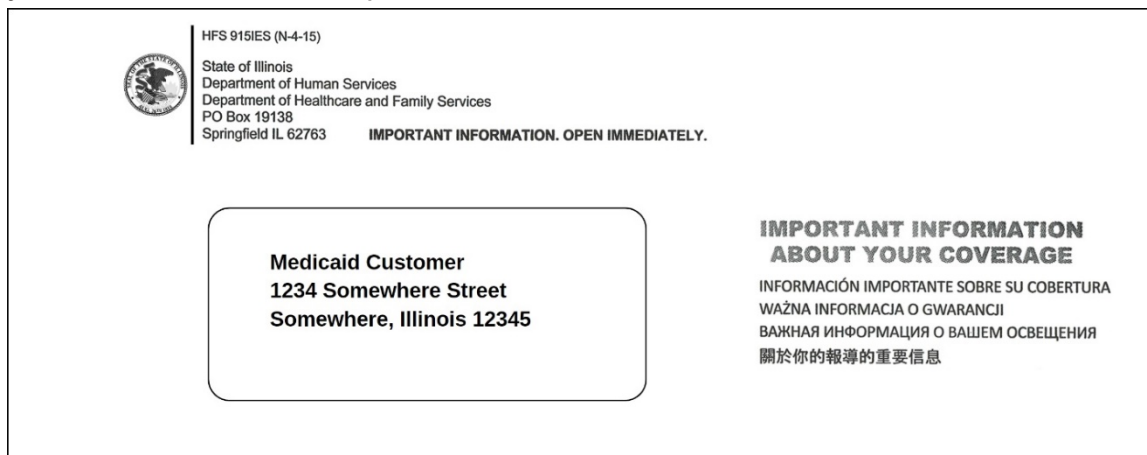 HFS 915IES (N-4-15)
State of Illinois
Department of Human Services
Department of Healthcare and Family Services
PO Box 19138
Springfield IL 62763 IMPORTANT INFORMATION. OPEN IMMEDIATELY.
Medicaid Customer
1234 Somewhere Street
Somewhere, Illinois 12345
IMPORTANT INFORMATION
ABOUT YOUR COVERAGE
INFORMACIÓN IMPORTANTE SOBRE SU COBERTURA
WAŻNA INFORMACJA O GWARANCJI
ВАЖНАЯ ИНФОРМАЦИЯ О ВАШЕМ ОСВЕЩЕНИЯ
關於你的報導的重要信息